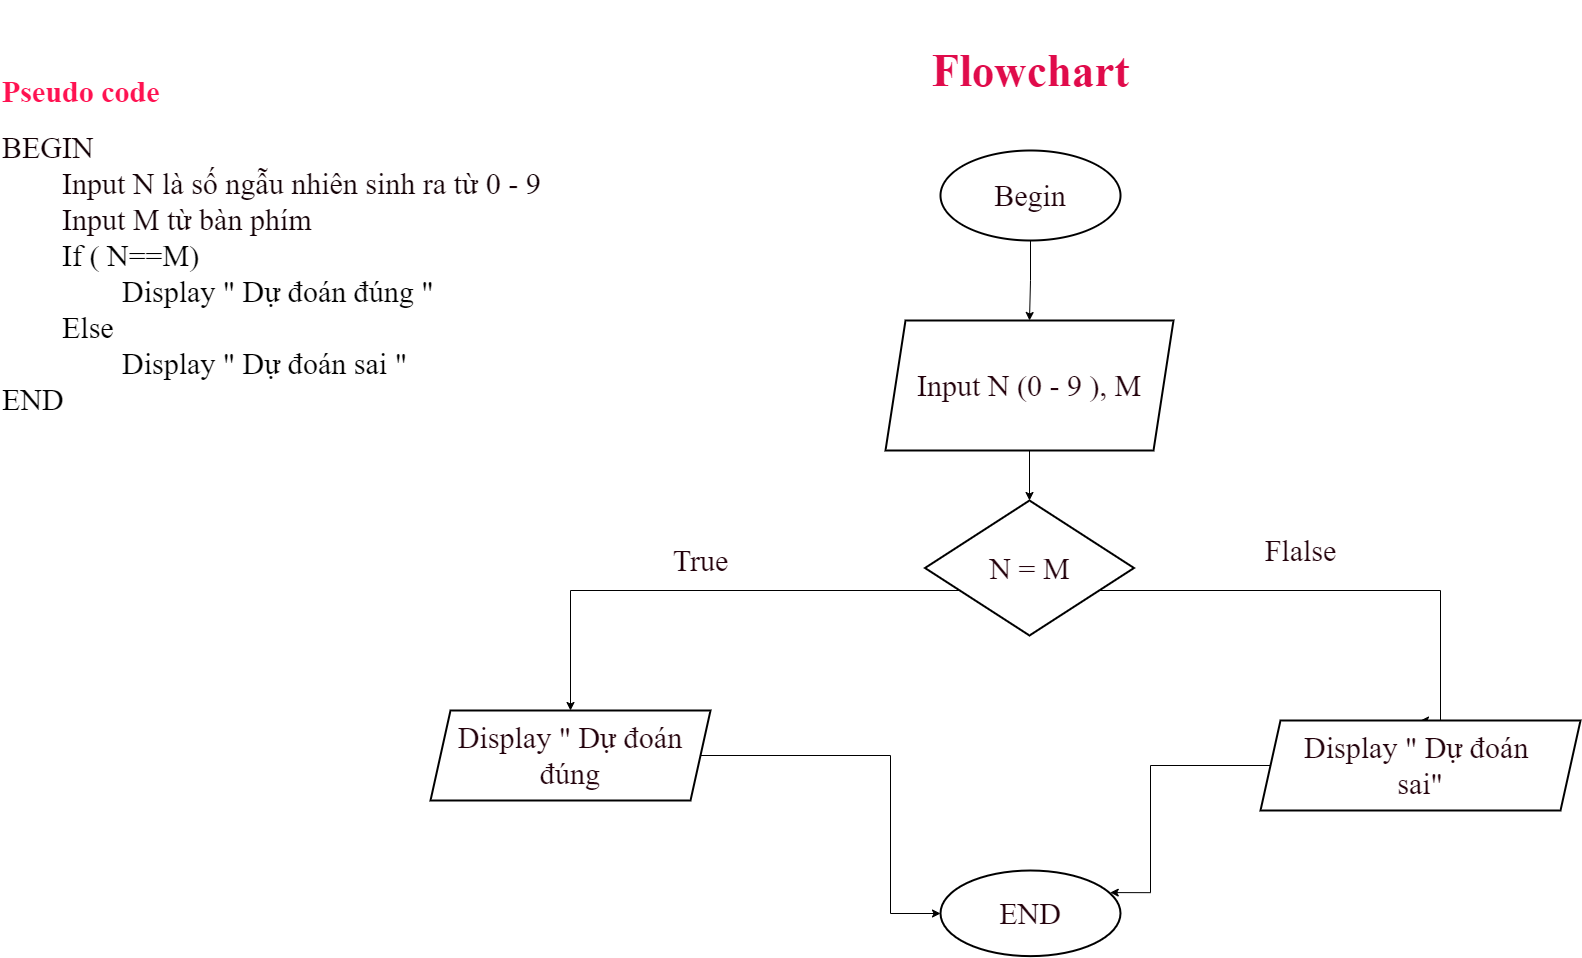 Pseudo code
BEGIN
Input N là số ngẫu nhiên sinh ra từ 0 - 9
Input M từ bàn phím
If ( N==M)
Display " Dự đoán đúng "
Else
Display " Dự đoán sai "
END
Flowchart
Begin
Input N (0 - 9 ), M
N = M
True
Flalse
Display " Dự đoán
đúng
Display " Dự đoán
sai"
END